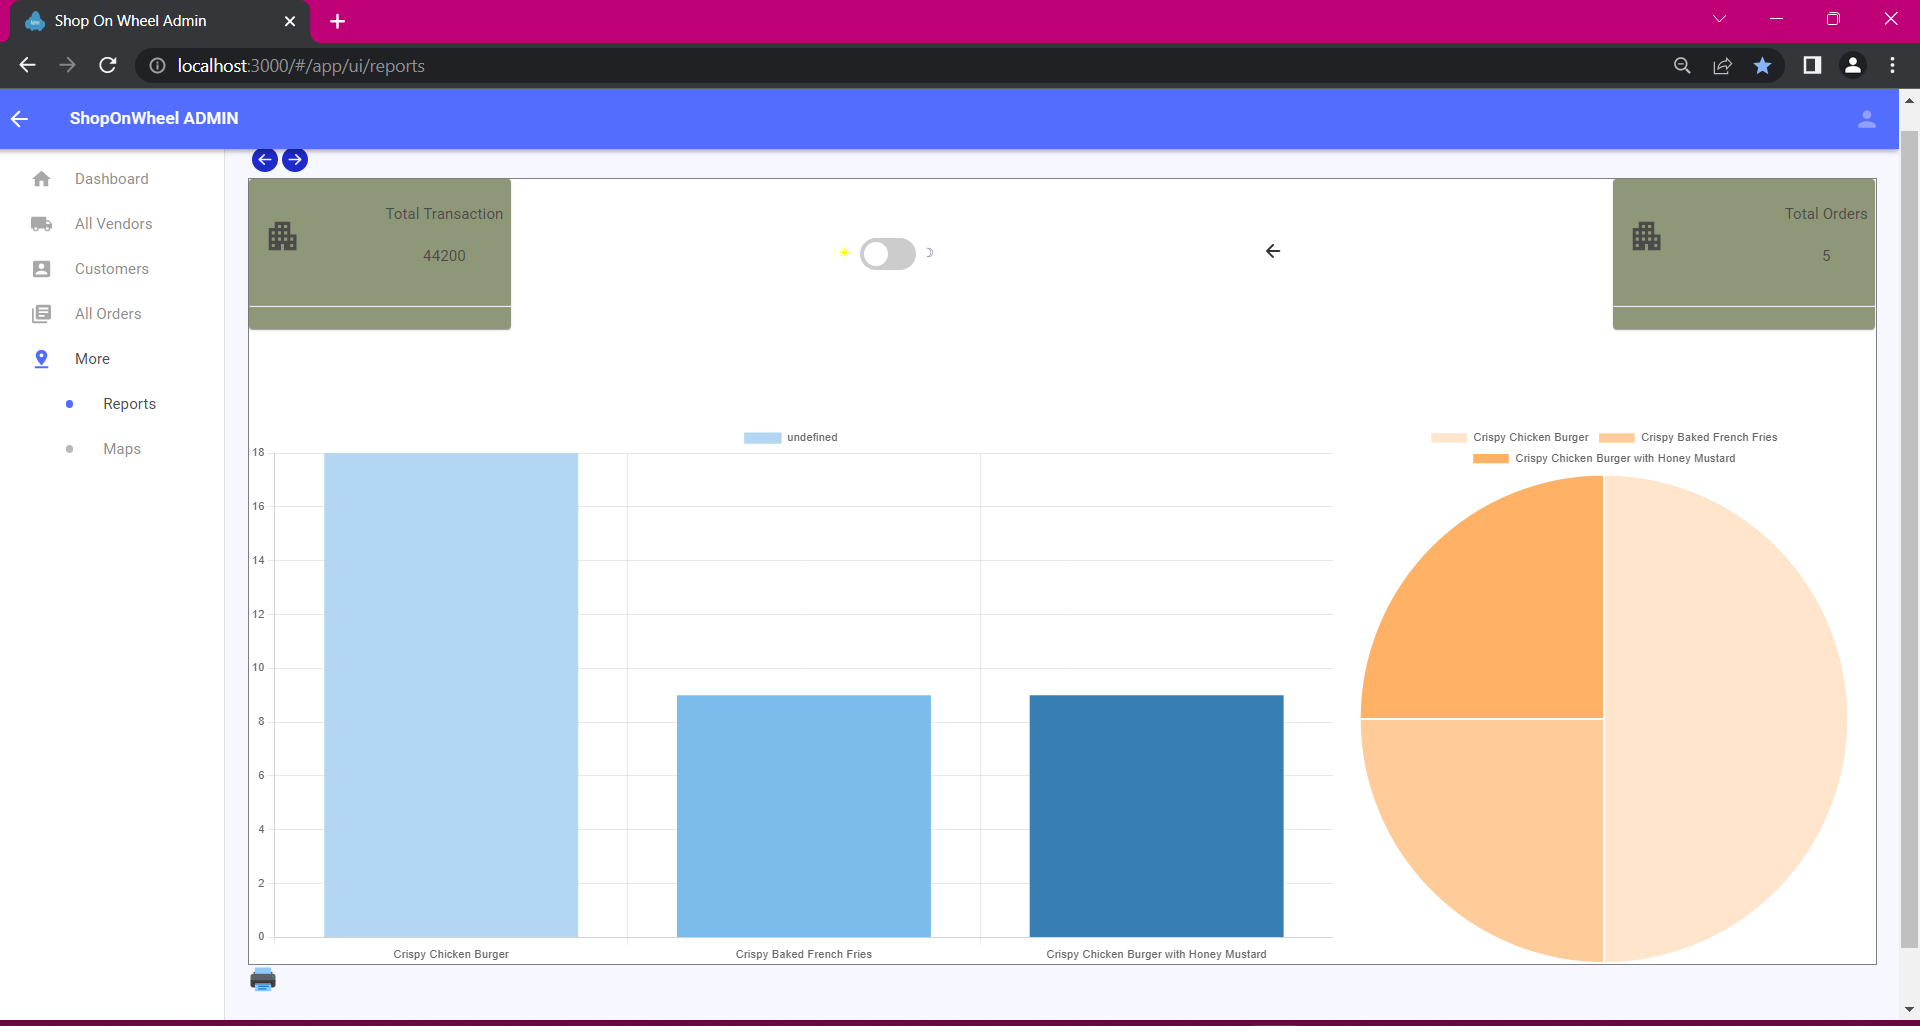 Shop On Wheel Admin
localhost:3000/#/app/ui/reports
ShopOnWheel ADMIN
Dashboard
All Vendors
Customers
All Orders
More
Reports
Maps
Total Transaction
44200
Total Orders
5
undefined
18
16
14
12
10
8
6
4
2
0
Crispy Chicken Burger
Crispy Baked French Fries
Crispy Chicken Burger with Honey Mustard
Crispy Chicken Burger
Crispy Baked French Fries
Crispy Chicken Burger with Honey Mustard